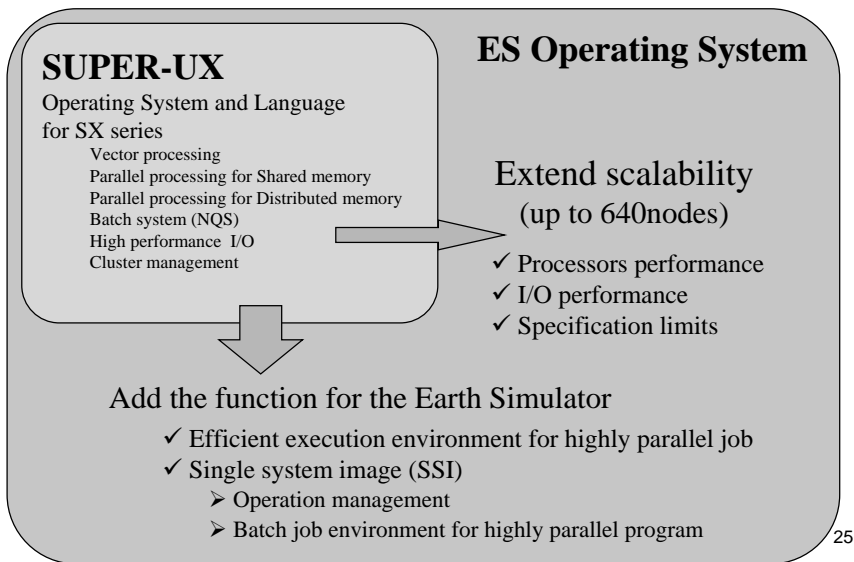 SUPER-UX
Operating System and Language
for SX series
Vector processing
Parallel processing for Shared memory
Parallel processing for Distributed memory
Batch system (NQS)
High performance I/O
Cluster management
ES Operating System
Extend scalability
(up to 640nodes)
✓ Processors performance
✓ I/O performance
✓ Specification limits
Add the function for the Earth Simulator
✓ Efficient execution environment for highly parallel job
✓ Single system image (SSI)
➢ Operation management
➢ Batch job environment for highly parallel program
25